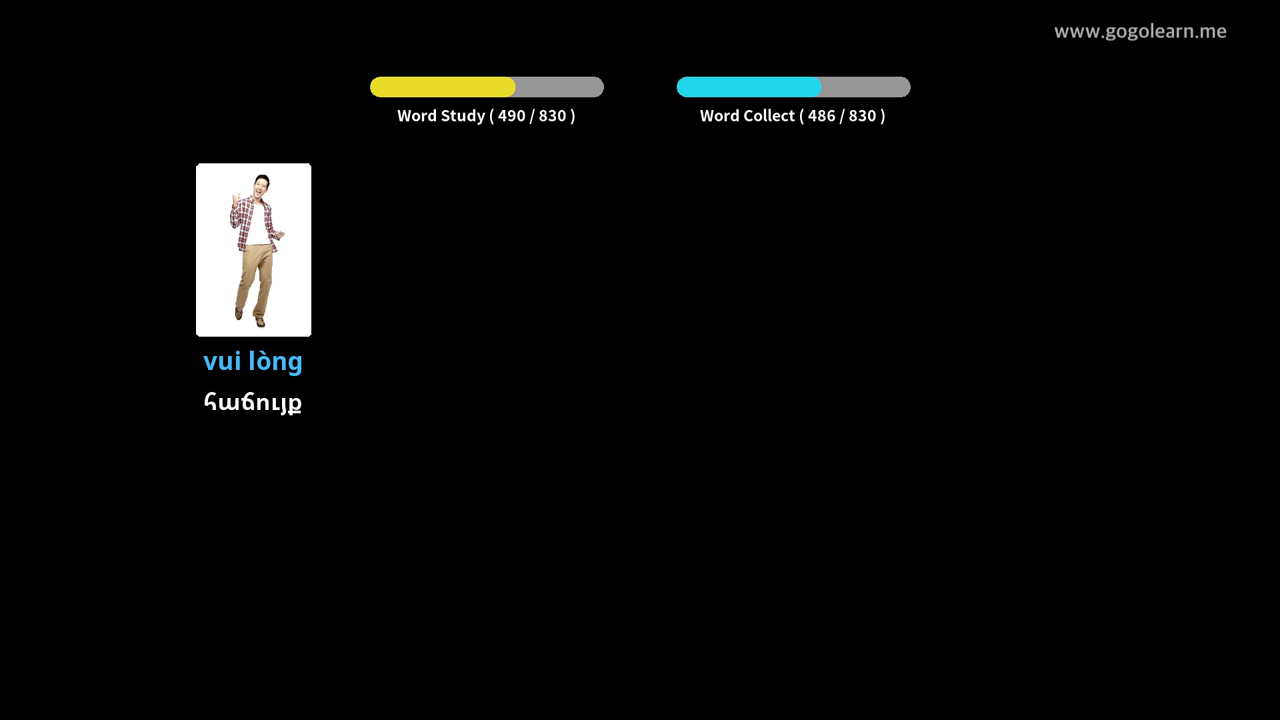 www.gogolearn.me
Word Study ( 490 / 830 )
Word Collect ( 486 / 830 )
vui lòng
հաճույք